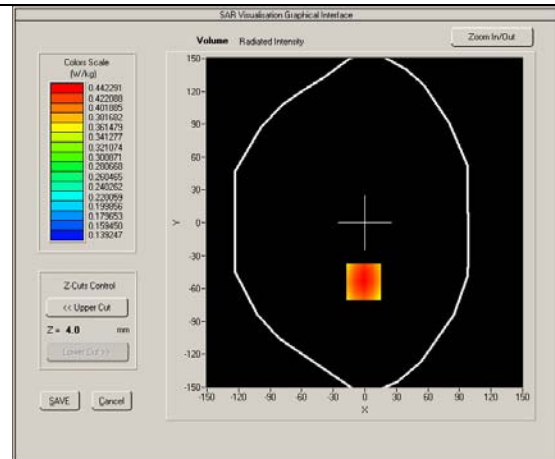 SAR Visualisation Graphical Interface
Volume Radiated Intensity
Zoom In/Out
Colors Scale
(W/kg)
0.442291
0.422088
0.401885
0.381682
0.361479
0.341277
0.321074
0.300871
0.280668
0.260465
0.240262
0.220059
0.199856
0.179653
0.159450
0.139247
Z-Cuts Control
<< Upper Cut
Z = 4.0 mm
Lower Cut >>
SAVE
Cancel
150
120
90
60
30
0
-30
-60
-90
-120
-150
Y
-150 -120 -90 -60 -30 0 30 60 90 120 150
X